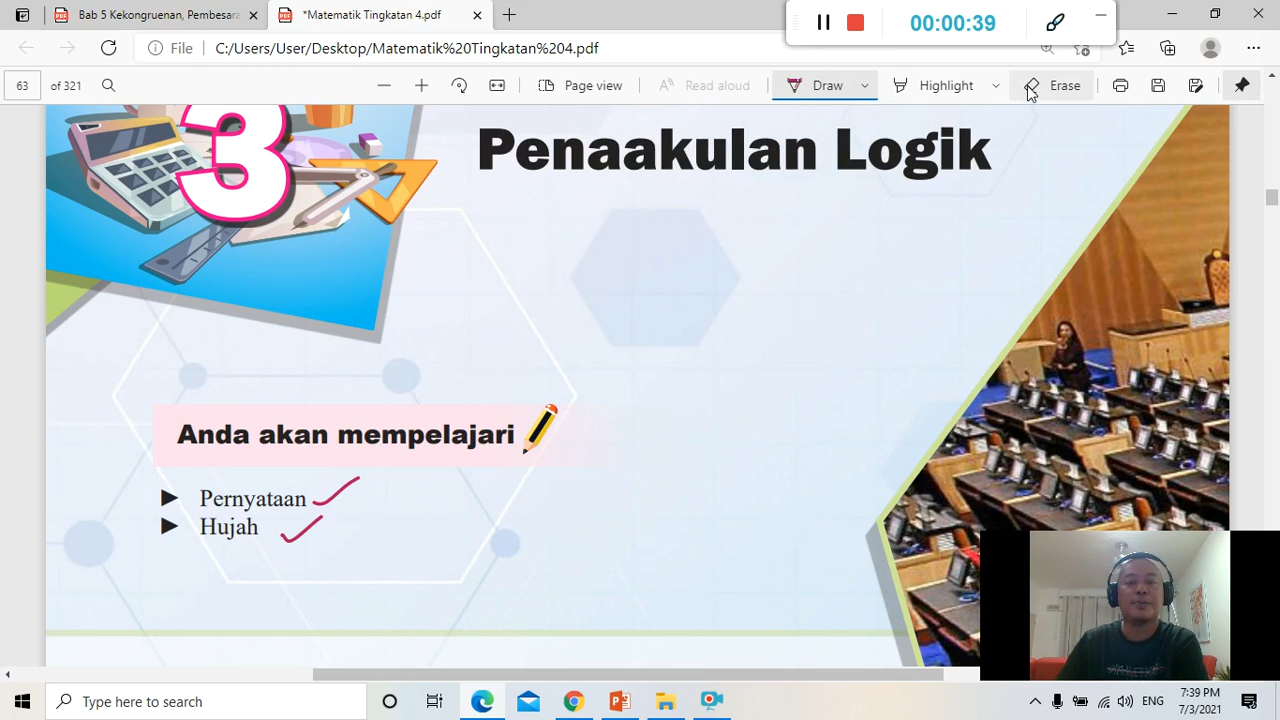 Bab 5 Kekongruenan, Pembesara
*Matematik Tingkatan 4.pdf
00:00:39
File
C:/Users/User/Desktop/Matematik%20Tingkatan%204.pdf
63 of 321
Page view
Read aloud
Draw
Highlight
Erase
3
Penaakulan Logik
Anda akan mempelajari
Pernyataan
Hujah
Type here to search
ENG
7:39 PM
7/3/2021